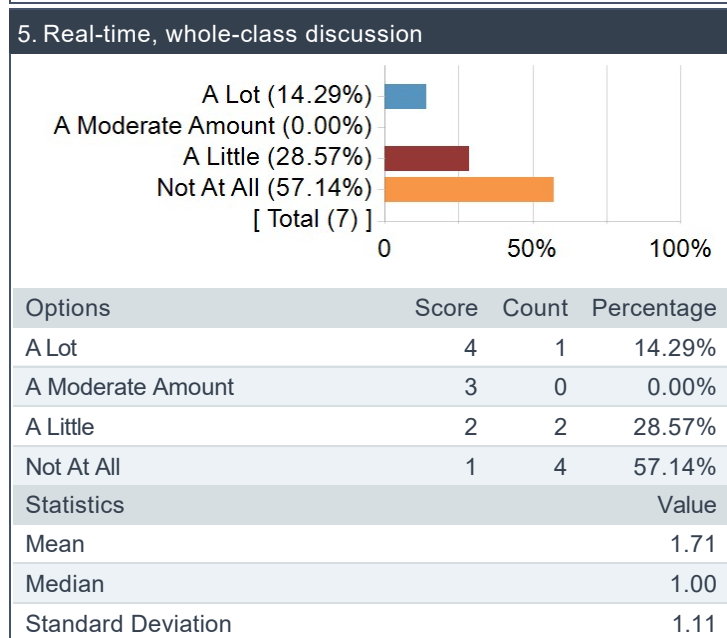 5. Real-time, whole-class discussion
A Lot (14.29%)
A Moderate Amount (0.00%)
A Little (28.57%)
Not At All (57.14%)
[ Total (7) ]
0 50% 100%
Options Score Count Percentage
A Lot 4 1 14.29%
A Moderate Amount 3 0 0.00%
A Little 2 2 28.57%
Not At All 1 4 57.14%
Statistics Value
Mean 1.71
Median 1.00
Standard Deviation 1.11